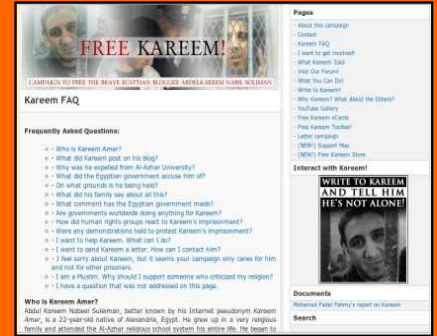 FREE KAREEM!
CAMPAIGN TO FREE THE BRAVE EGYPTIAN BLOGGER ABDELKAREEM NABIL SOLIMAN
Kareem FAQ
Frequently Asked Questions:
- Who is Kareem Amer?
- What did Kareem post on his blog?
- Why was he expelled from Al-Azhar University?
- What did the Egyptian government accuse him of?
- On what grounds is he being held?
- What did his family say about all this?
- What comment has the Egyptian government made?
- Are governments worldwide doing anything for Kareem?
- How did human rights groups react to Kareem's imprisonment?
- Were any demonstrations held to protest Kareem's imprisonment?
- I want to help Kareem. What can I do?
- I want to send Kareem a letter. How can I contact him?
- I feel sorry about Kareem, but it seems your campaign only cares for him
and not for other prisoners.
- I am a Muslim. Why should I support someone who criticized my religion?
- I have a question that was not addressed on this page.
Who is Kareem Amer?
Abdul Kareem Nabeel Suleiman, better known by his Internet pseudonym Kareem
Amer, is a 22-year-old native of Alexandria, Egypt. He grew up in a very religious
family and attended the Al-Azhar religious school system his entire life. He began to
Pages
- About this campaign
- Contact
- Kareem FAQ
- I want to get involved!
- What Kareem Said
- Visit Our Forum!
- What You Can Do!
- Write to Kareem!
- Why Kareem? What About the Others?
- YouTube Gallery
- Free Kareem eCards
- Free Kareem Toolbar!
- Letter campaign
- (NEW!) Support Map
- (NEW!) Free Kareem Store
Interact with Kareem!
WRITE TO KAREEM
AND TELL HIM
HE'S NOT ALONE!
Documents
Mohamed Fadel Fahmy's report on Kareem
Search